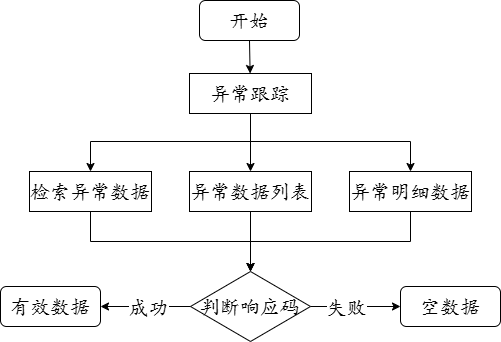 开始
异常跟踪
检索异常数据
异常数据列表
异常明细数据
有效数据
成功
判断响应码
失败
空数据